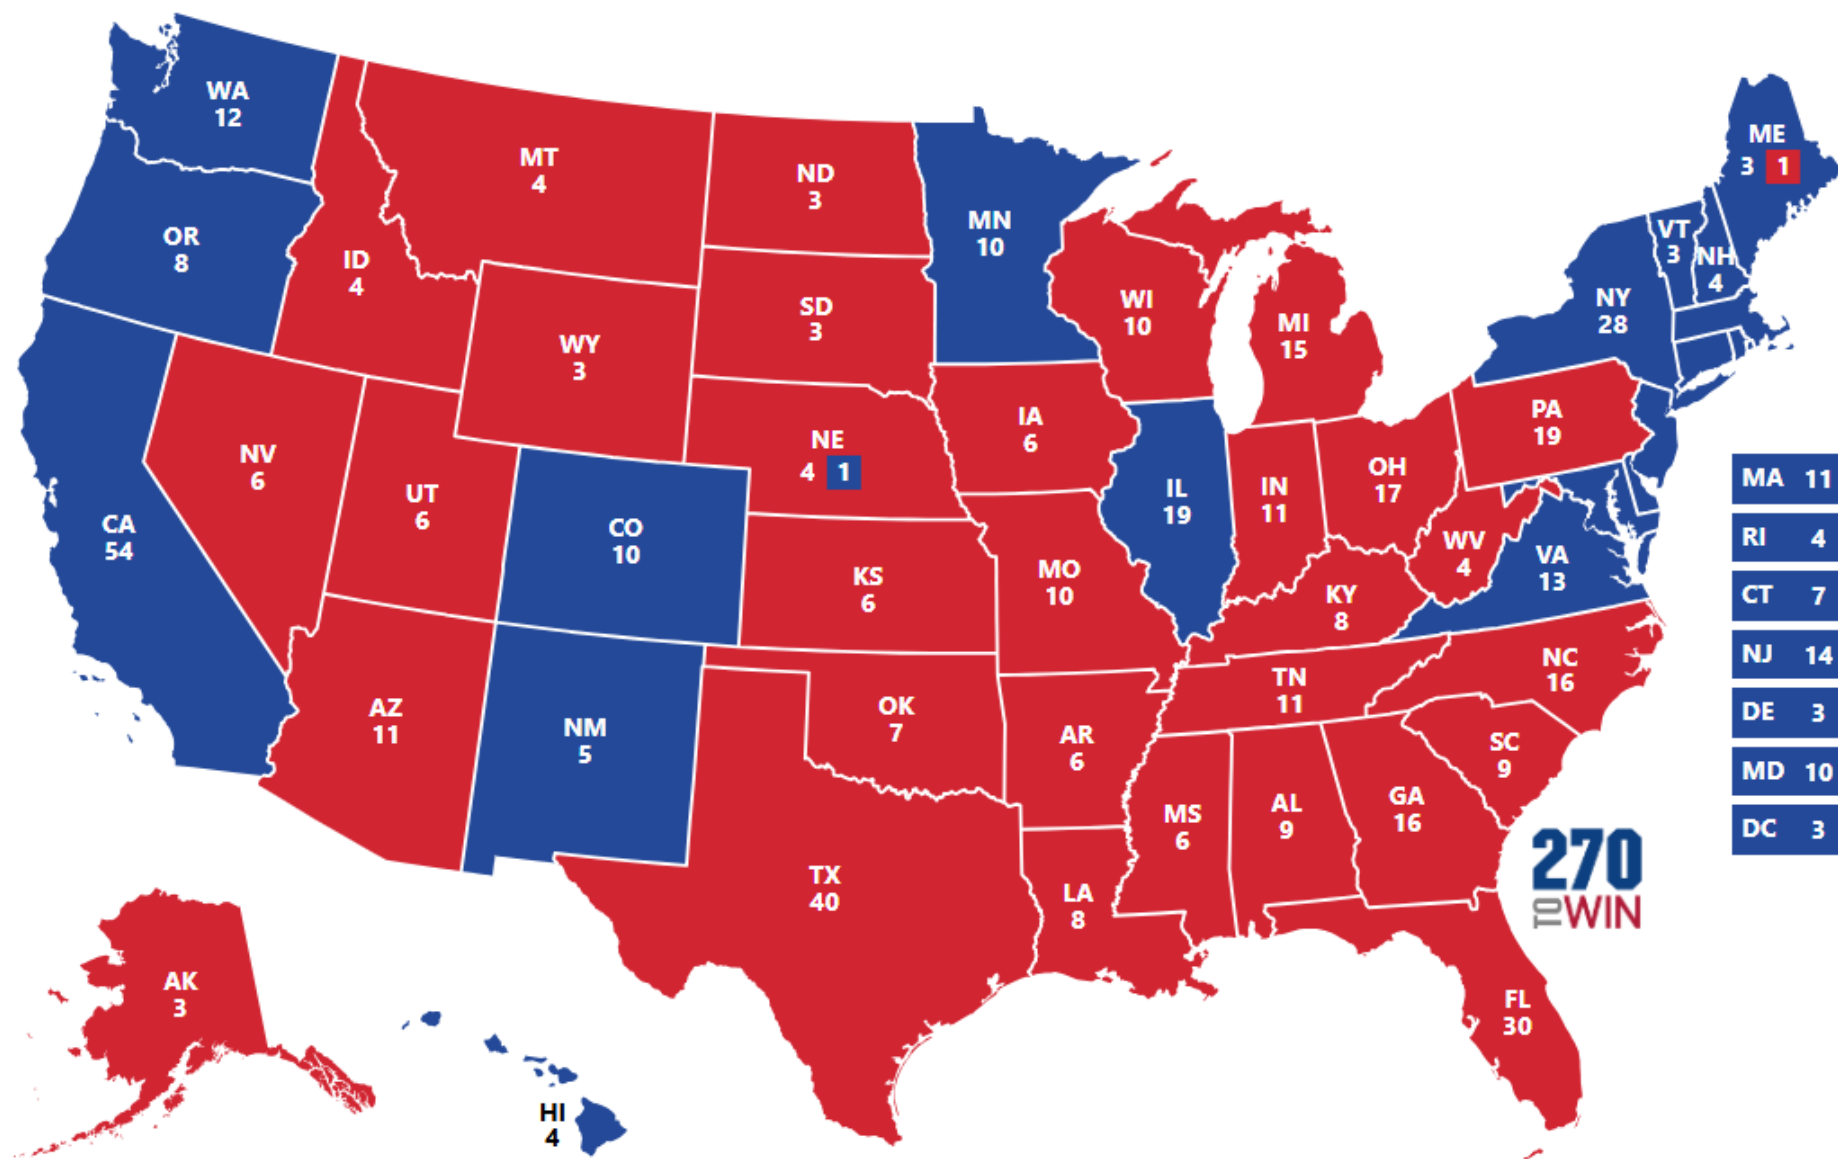 WA
12
MT
4
ND
3
MN
10
ME
3 1
OR
8
ID
4
VT
3
NH
4
SD
3
WI
10
MI
15
NY
28
WY
3
NE
4 1
IA
6
PA
19
NV
6
UT
6
CO
10
IL
19
IN
11
OH
17
MA 11
CA
54
KS
6
MO
10
KY
8
WV
4
VA
13
RI 4
CT 7
NJ 14
DE 3
MD 10
DC 3
AZ
11
NM
5
OK
7
AR
6
TN
11
NC
16
SC
9
MS
6
AL
9
GA
16
TX
40
LA
8
270
TO WIN
AK
3
HI
4
FL
30